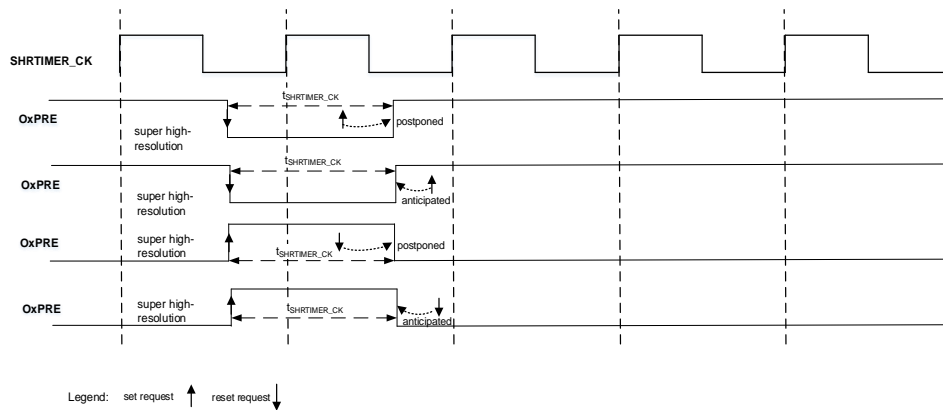 SHRTIMER_CK
tSHRTIMER_CK
OxPRE
postponed
super high-
resolution
tSHRTIMER_CK
OxPRE
super high-
resolution
anticipated
OxPRE
super high-
resolution
postponed
tSHRTIMER_CK
OxPRE
super high-
resolution
tSHRTIMER_CK
anticipated
Legend: set request reset request